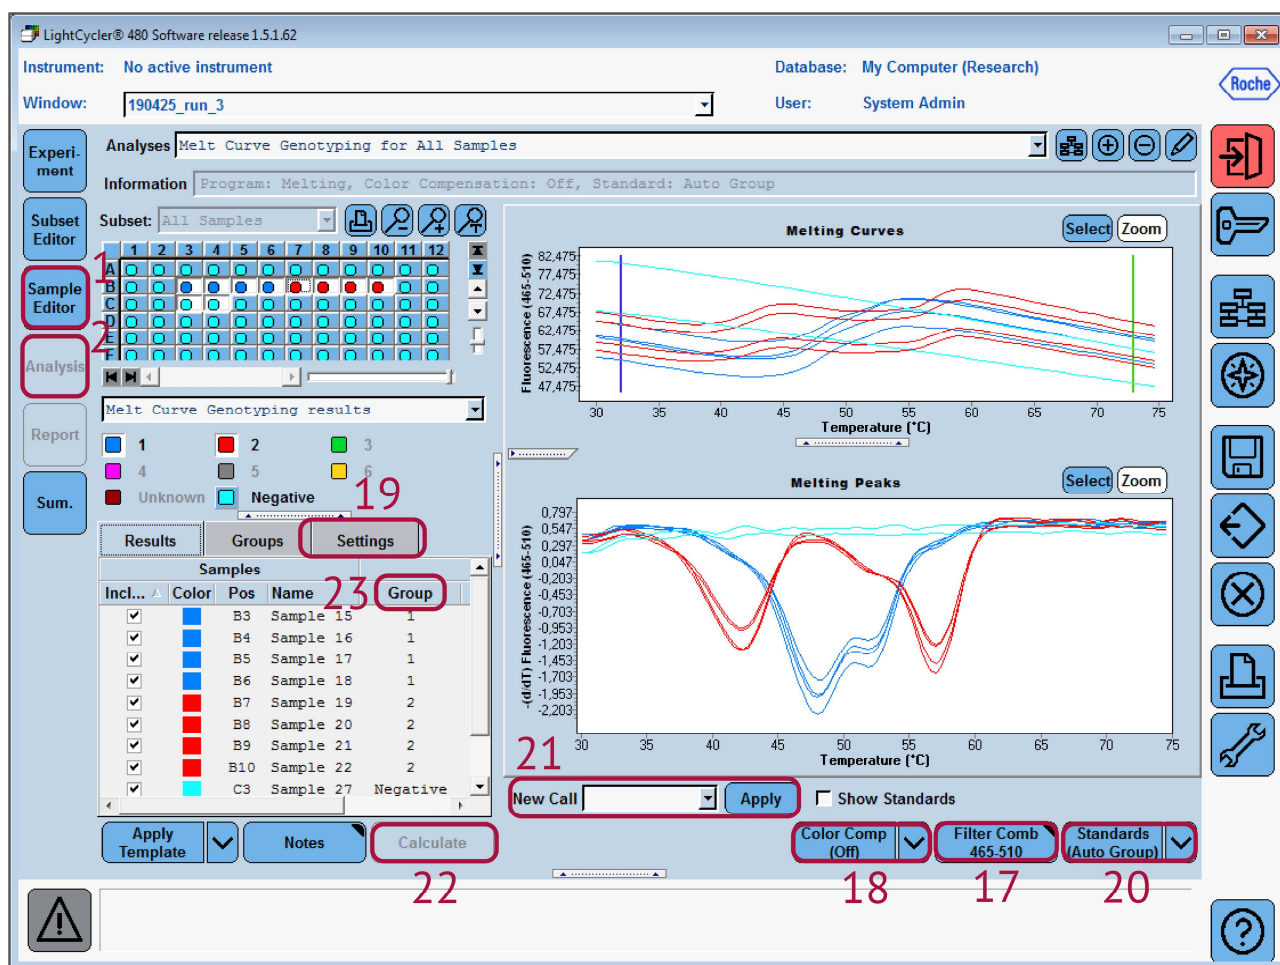 LightCycler® 480 Software release 1.5.1.62
Instrument: No active instrument
Database: My Computer (Research)
Window: 190425_run_3
User: System Admin
Roche
Experi-
ment
Subset
Editor
1
Sample
Editor
2
Analysis
Report
Sum.
Analyses Melt Curve Genotyping for All Samples
Information Program: Melting, Color Compensation: Off, Standard: Auto Group
Subset: All Samples
1 2 3 4 5 6 7 8 9 10 11 12
A
B
C
D
E
F
Melt Curve Genotyping results
1 2 3
4 5 6
Unknown Negative
19
Results Groups Settings
Samples
23
Incl... Color Pos Name Group
B3 Sample 15 1
B4 Sample 16 1
B5 Sample 17 1
B6 Sample 18 1
B7 Sample 19 2
B8 Sample 20 2
B9 Sample 21 2
B10 Sample 22 2
C3 Sample 27 Negative
Apply
Template
Notes
Calculate
22
Melting Curves
Select Zoom
Fluorescence (465-510)
82,475
77,475
72,475
67,475
62,475
57,475
52,475
47,475
30 35 40 45 50 55 60 65 70 75
Temperature (°C)
Melting Peaks
Select Zoom
-(d/dT) Fluorescence (465-510)
0,797
0,547
0,297
0,047
-0,203
-0,453
-0,703
-0,953
-1,203
-1,453
-1,703
-1,953
-2,203
30 35 40 45 50 55 60 65 70 75
Temperature (°C)
21
New Call Apply Show Standards
Color Comp
(Off)
Filter Comb
465-510
Standards
(Auto Group)
18 17 20